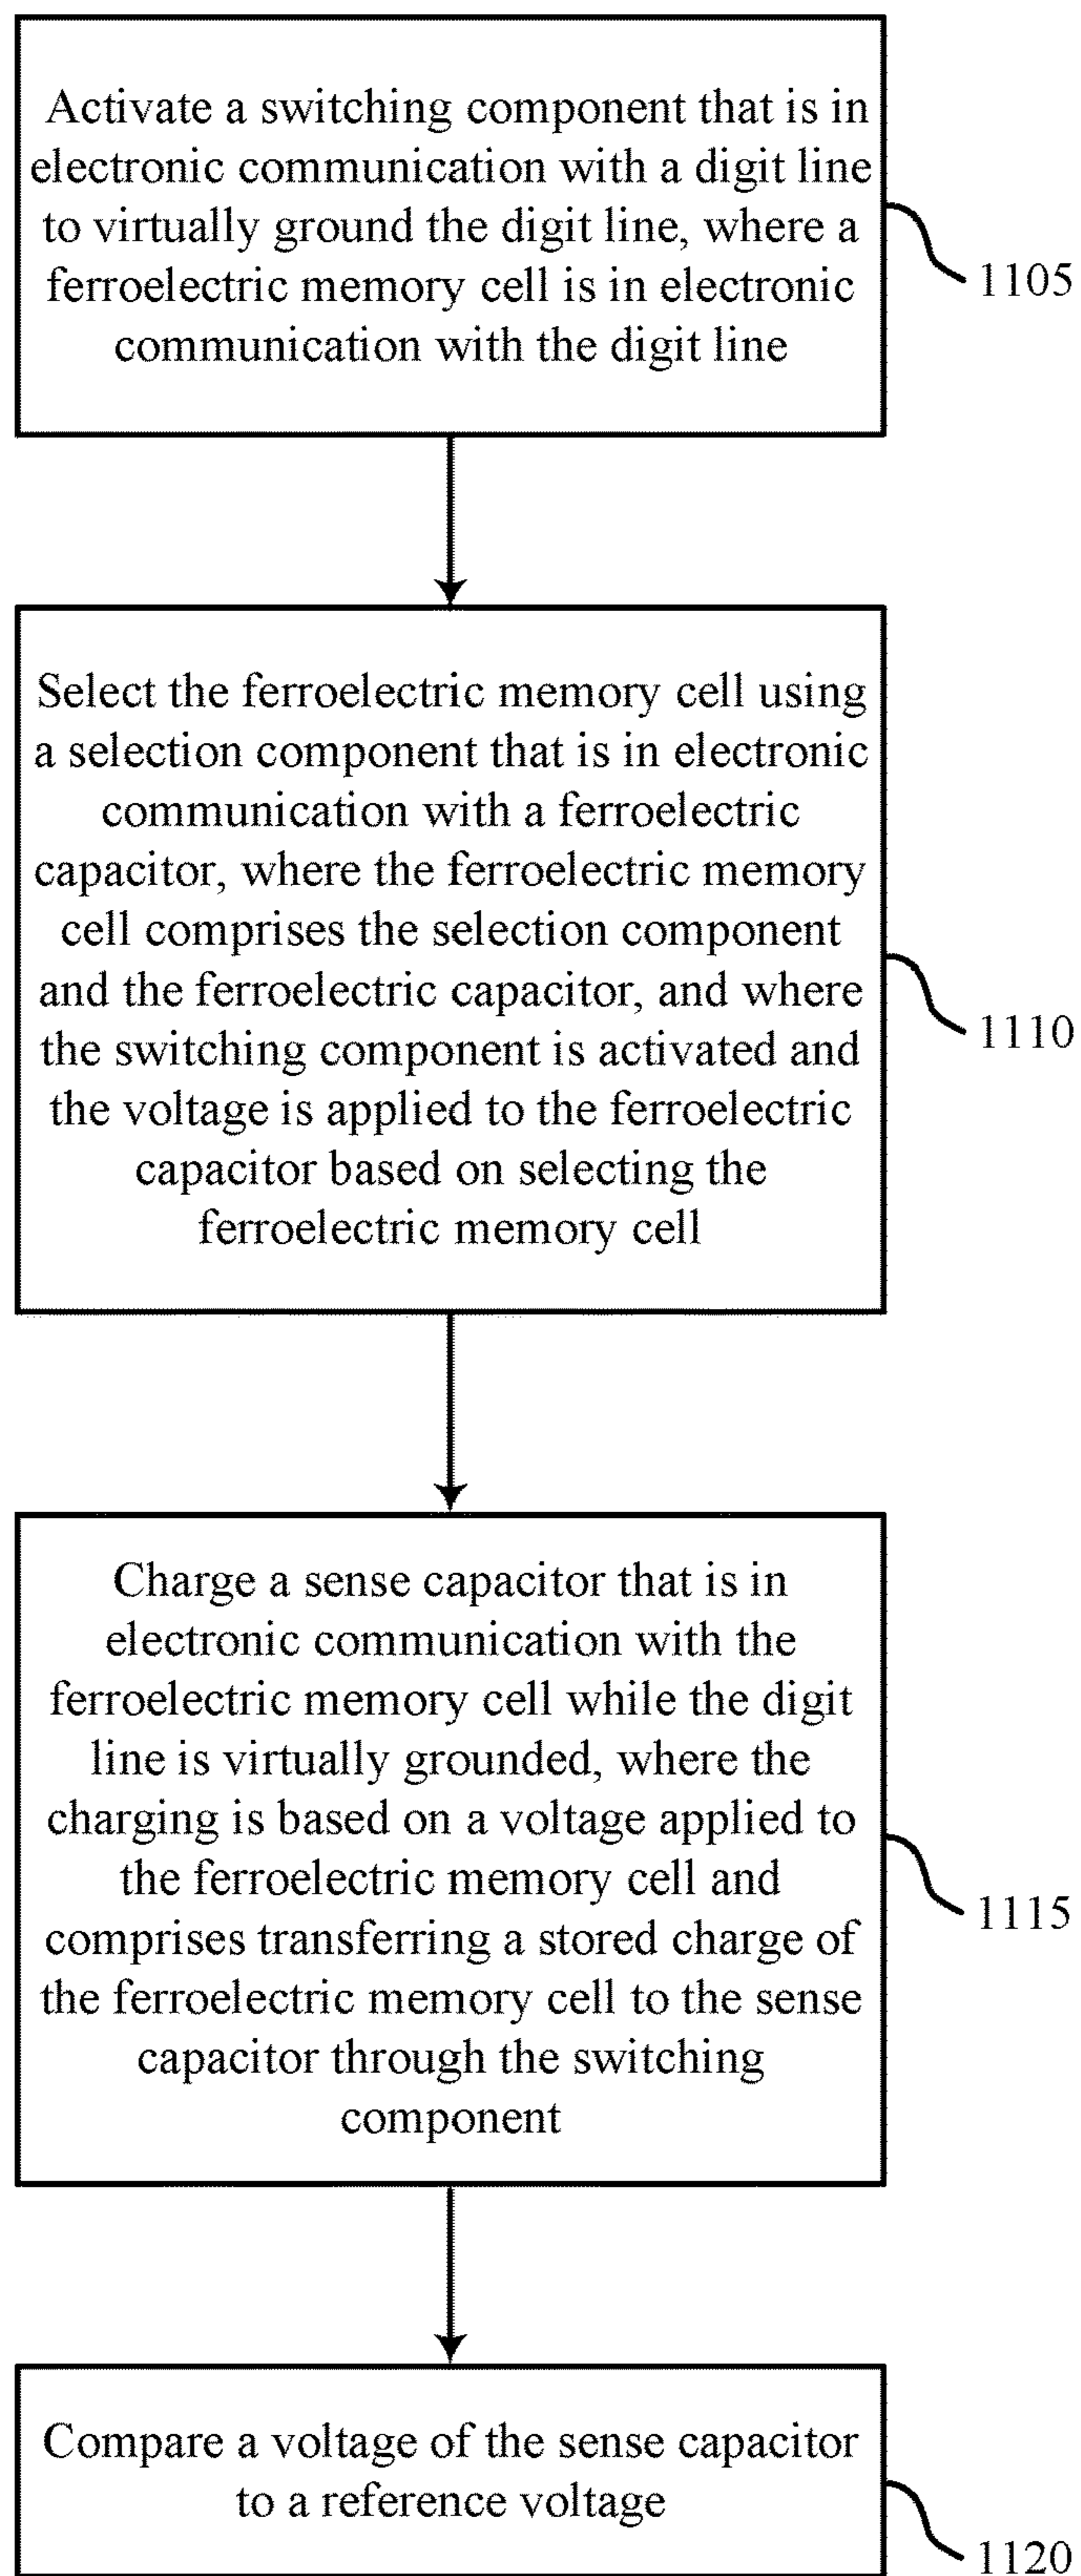 Activate a switching component that is in
electronic communication with a digit line
to virtually ground the digit line, where a
ferroelectric memory cell is in electronic
communication with the digit line
1105
Select the ferroelectric memory cell using
a selection component that is in electronic
communication with a ferroelectric
capacitor, where the ferroelectric memory
cell comprises the selection component
and the ferroelectric capacitor, and where
the switching component is activated and
the voltage is applied to the ferroelectric
capacitor based on selecting the
ferroelectric memory cell
1110
Charge a sense capacitor that is in
electronic communication with the
ferroelectric memory cell while the digit
line is virtually grounded, where the
charging is based on a voltage applied to
the ferroelectric memory cell and
comprises transferring a stored charge of
the ferroelectric memory cell to the sense
capacitor through the switching
component
1115
Compare a voltage of the sense capacitor
to a reference voltage
1120